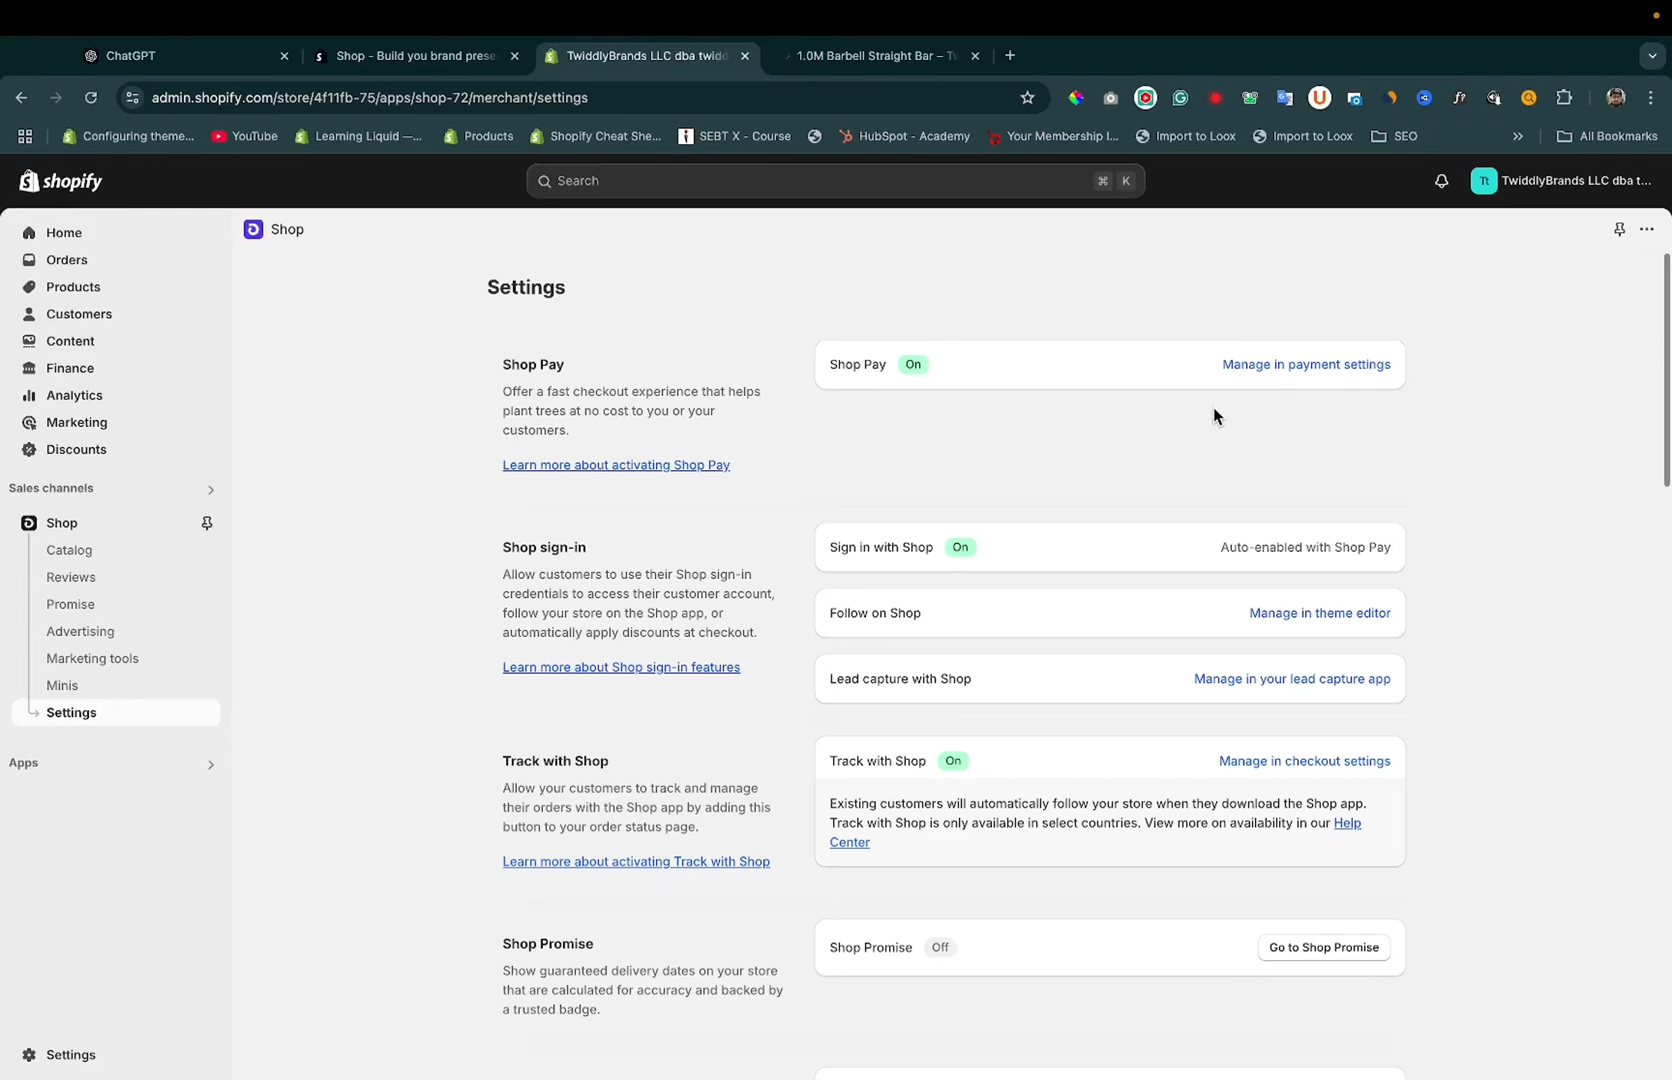 ChatGPT
Shop - Build you brand prese
TwiddlyBrands LLC dba twidd
1.0M Barbell Straight Bar – Tw
admin.shopify.com/store/4f11fb-75/apps/shop-72/merchant/settings
Configuring theme...
YouTube
Learning Liquid —...
Products
Shopify Cheat She...
SEBT X - Course
HubSpot - Academy
Your Membership I...
Import to Loox
Import to Loox
SEO
All Bookmarks
shopify
Search
⌘ K
Tt
TwiddlyBrands LLC dba t...
Home
Orders
Products
Customers
Content
Finance
Analytics
Marketing
Discounts
Sales channels
Shop
Catalog
Reviews
Promise
Advertising
Marketing tools
Minis
Settings
Apps
Settings
Shop
Settings
Shop Pay
Offer a fast checkout experience that helps
plant trees at no cost to you or your
customers.
Learn more about activating Shop Pay
Shop Pay On
Manage in payment settings
Shop sign-in
Allow customers to use their Shop sign-in
credentials to access their customer account,
follow your store on the Shop app, or
automatically apply discounts at checkout.
Learn more about Shop sign-in features
Sign in with Shop On
Auto-enabled with Shop Pay
Follow on Shop
Manage in theme editor
Lead capture with Shop
Manage in your lead capture app
Track with Shop
Allow your customers to track and manage
their orders with the Shop app by adding this
button to your order status page.
Learn more about activating Track with Shop
Track with Shop On
Manage in checkout settings
Existing customers will automatically follow your store when they download the Shop app.
Track with Shop is only available in select countries. View more on availability in our Help
Center
Shop Promise
Show guaranteed delivery dates on your store
that are calculated for accuracy and backed by
a trusted badge.
Shop Promise Off
Go to Shop Promise